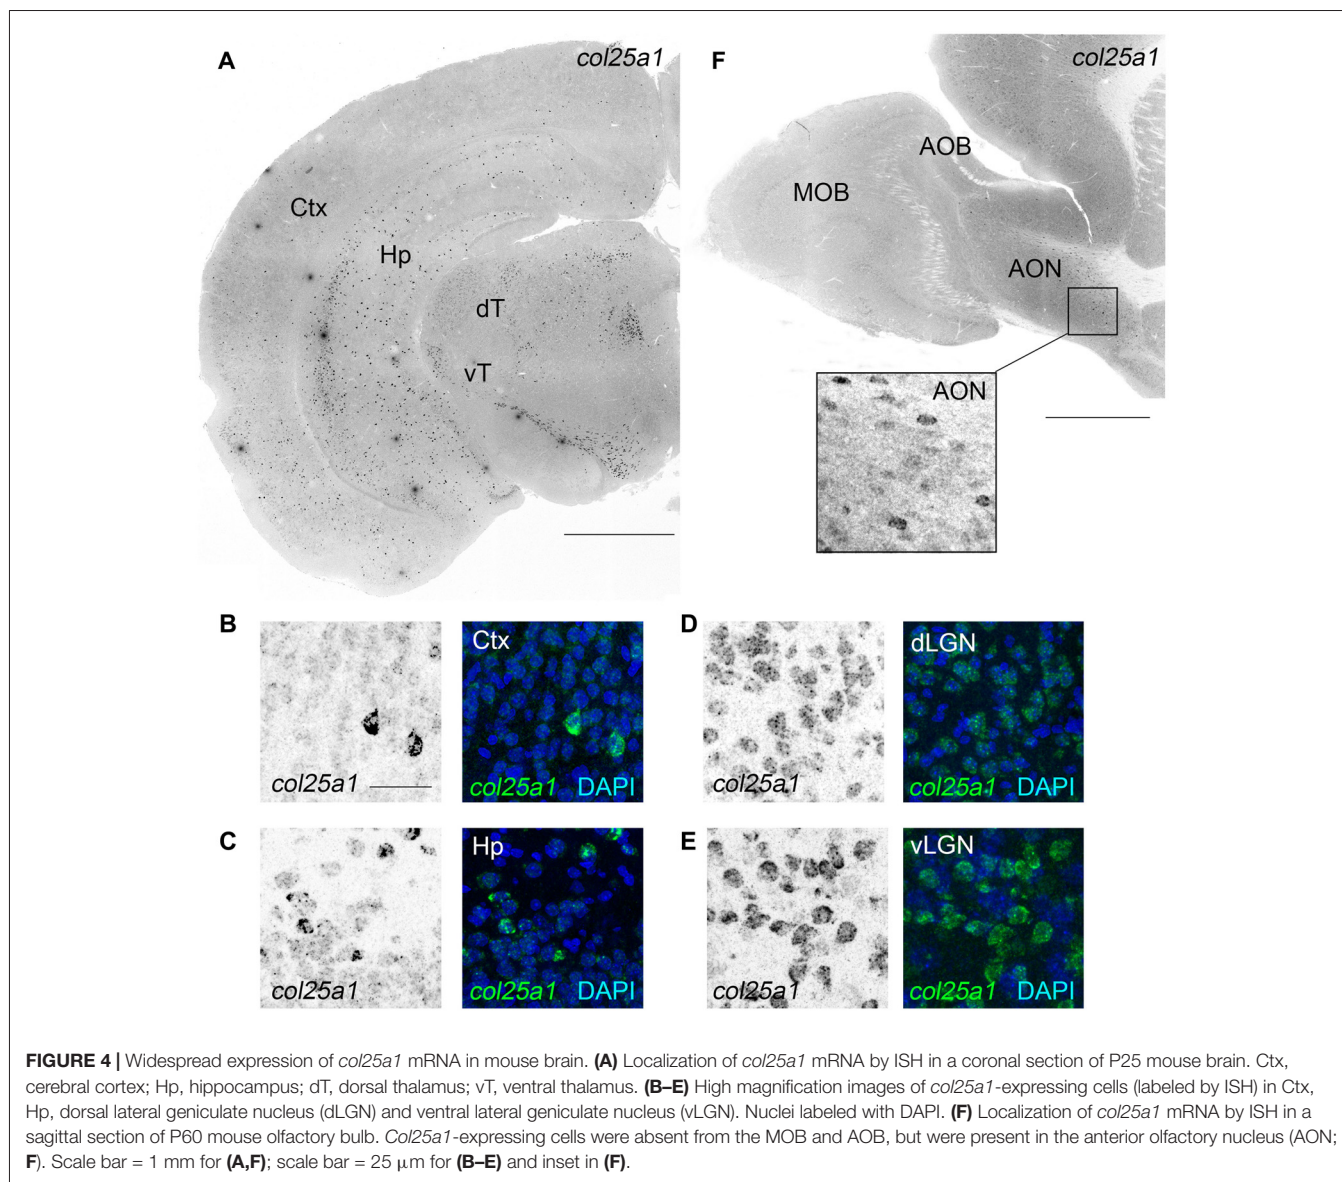 A
col25a1
Ctx
Hp
dT
vT
F
col25a1
AOB
MOB
AON
AON
B
col25a1
Ctx
col25a1 DAPI
D
col25a1
dLGN
col25a1 DAPI
C
col25a1
Hp
col25a1 DAPI
E
col25a1
vLGN
col25a1 DAPI
FIGURE 4 | Widespread expression of col25a1 mRNA in mouse brain. (A) Localization of col25a1 mRNA by ISH in a coronal section of P25 mouse brain. Ctx,
cerebral cortex; Hp, hippocampus; dT, dorsal thalamus; vT, ventral thalamus. (B–E) High magnification images of col25a1-expressing cells (labeled by ISH) in Ctx,
Hp, dorsal lateral geniculate nucleus (dLGN) and ventral lateral geniculate nucleus (vLGN). Nuclei labeled with DAPI. (F) Localization of col25a1 mRNA by ISH in a
sagittal section of P60 mouse olfactory bulb. Col25a1-expressing cells were absent from the MOB and AOB, but were present in the anterior olfactory nucleus (AON;
F). Scale bar = 1 mm for (A,F); scale bar = 25 μm for (B–E) and inset in (F).